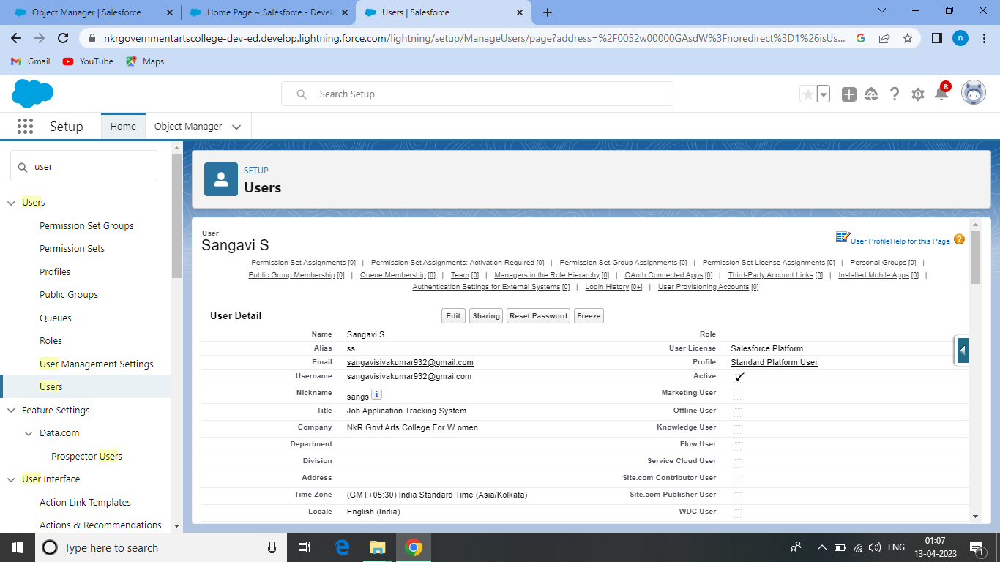 Object Manager | Salesforce
Home Page ~ Salesforce - Develo
Users | Salesforce
nkrgovernmentartscollege-dev-ed.develop.lightning.force.com/lightning/setup/ManageUsers/page?address=%2F0052w00000GAsdW%3Fnoredirect%3D1%26isUs...
n
Gmail
YouTube
Maps
Search Setup
8
Setup
Home
Object Manager
user
SETUP
Users
Users
Permission Set Groups
Permission Sets
Profiles
Public Groups
Queues
Roles
User Management Settings
Users
Feature Settings
Data.com
Prospector Users
User Interface
Action Link Templates
Actions & Recommendations
User
Sangavi S
User Profile Help for this Page
Permission Set Assignments [0] | Permission Set Assignments: Activation Required [0] | Permission Set Group Assignments [0] | Permission Set License Assignments [0] | Personal Groups [0] |
Public Group Membership [0] | Queue Membership [0] | Team [0] | Managers in the Role Hierarchy [0] | OAuth Connected Apps [0] | Third-Party Account Links [0] | Installed Mobile Apps [0] |
Authentication Settings for External Systems [0] | Login History [0+] | User Provisioning Accounts [0]
User Detail
Edit
Sharing
Reset Password
Freeze
Name Sangavi S
Role
Alias ss
User License Salesforce Platform
Email sangavisivakumar932@gmail.com
Profile Standard Platform User
Username sangavisivakumar932@gmai.com
Active
Nickname sangs i
Marketing User
Title Job Application Tracking System
Offline User
Company NkR Govt Arts College For W omen
Knowledge User
Department
Flow User
Division
Service Cloud User
Address
Site.com Contributor User
Time Zone (GMT+05:30) India Standard Time (Asia/Kolkata)
Site.com Publisher User
Locale English (India)
WDC User
Type here to search
ENG
01:07
13-04-2023
1